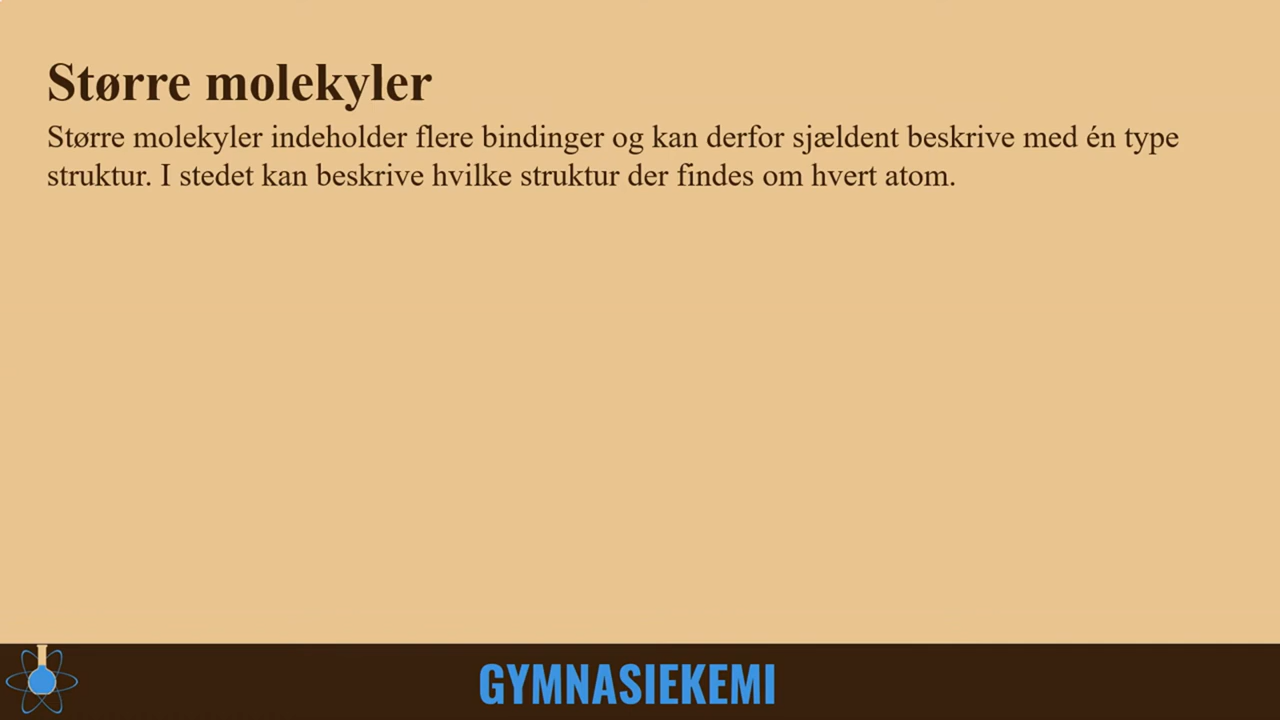 Større molekyler
Større molekyler indeholder flere bindinger og kan derfor sjældent beskrive med én type
struktur. I stedet kan beskrive hvilke struktur der findes om hvert atom.
GYMNASIEKEMI